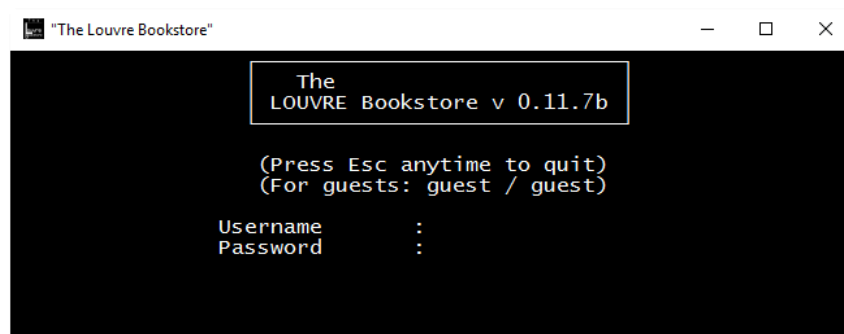 "The Louvre Bookstore"
The
LOUVRE Bookstore v 0.11.7b
(Press Esc anytime to quit)
(For guests: guest / guest)
Username :
Password :